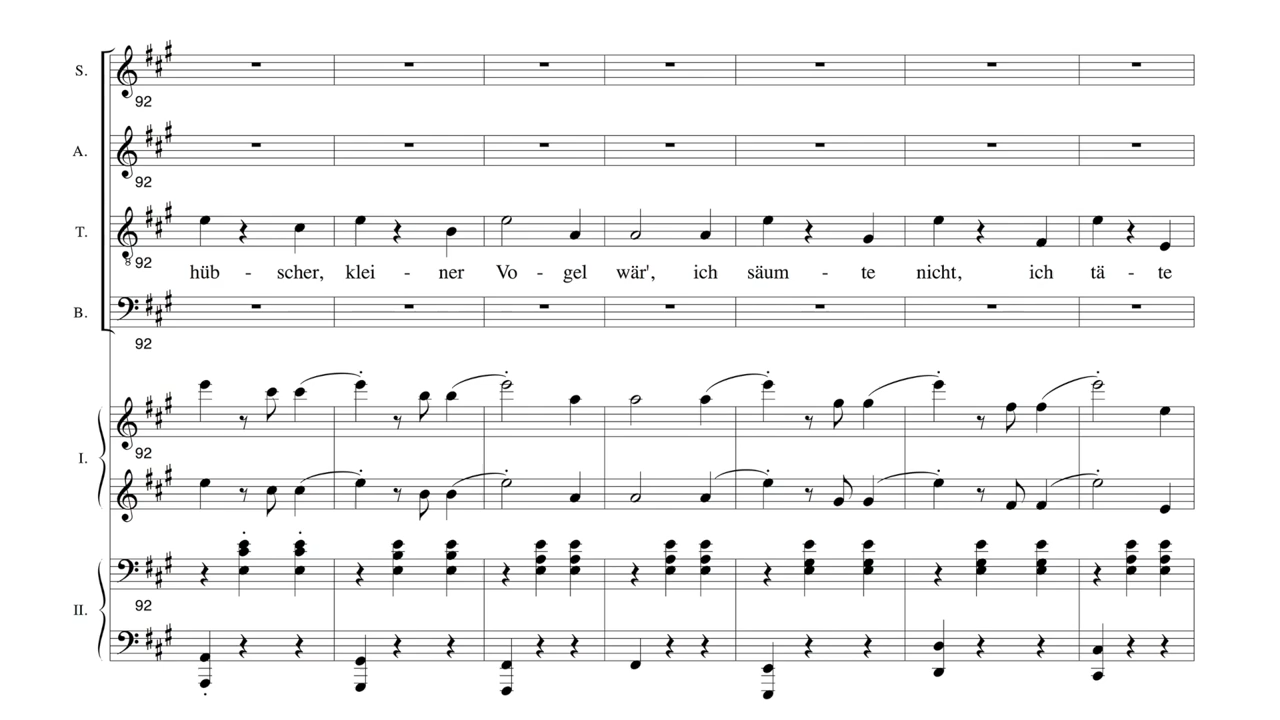 S.
92
A.
92
T.
92
hüb - scher, klei - ner Vo - gel wär', ich säum - te nicht, ich tä - te
B.
92
I.
92
II.
92